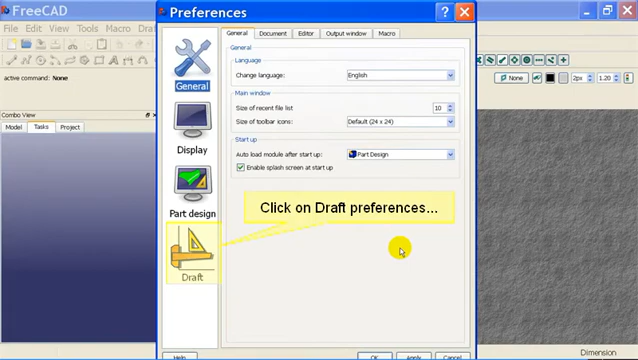 FreeCAD
Preferences
File Edit
Macro
active command: None
None
2px
1.20
Combo View
Model Tasks Project
General
Display
Part design
Draft
General Document Editor Output window Macro
General
Language
Change language: English
Main window
Size of recent file list 10
Size of toolbar icons: Default (24 x 24)
Start up
Auto load module after start up: Part Design
Enable splash screen at start up
Click on Draft preferences...
Help OK Apply Cancel
Dimension